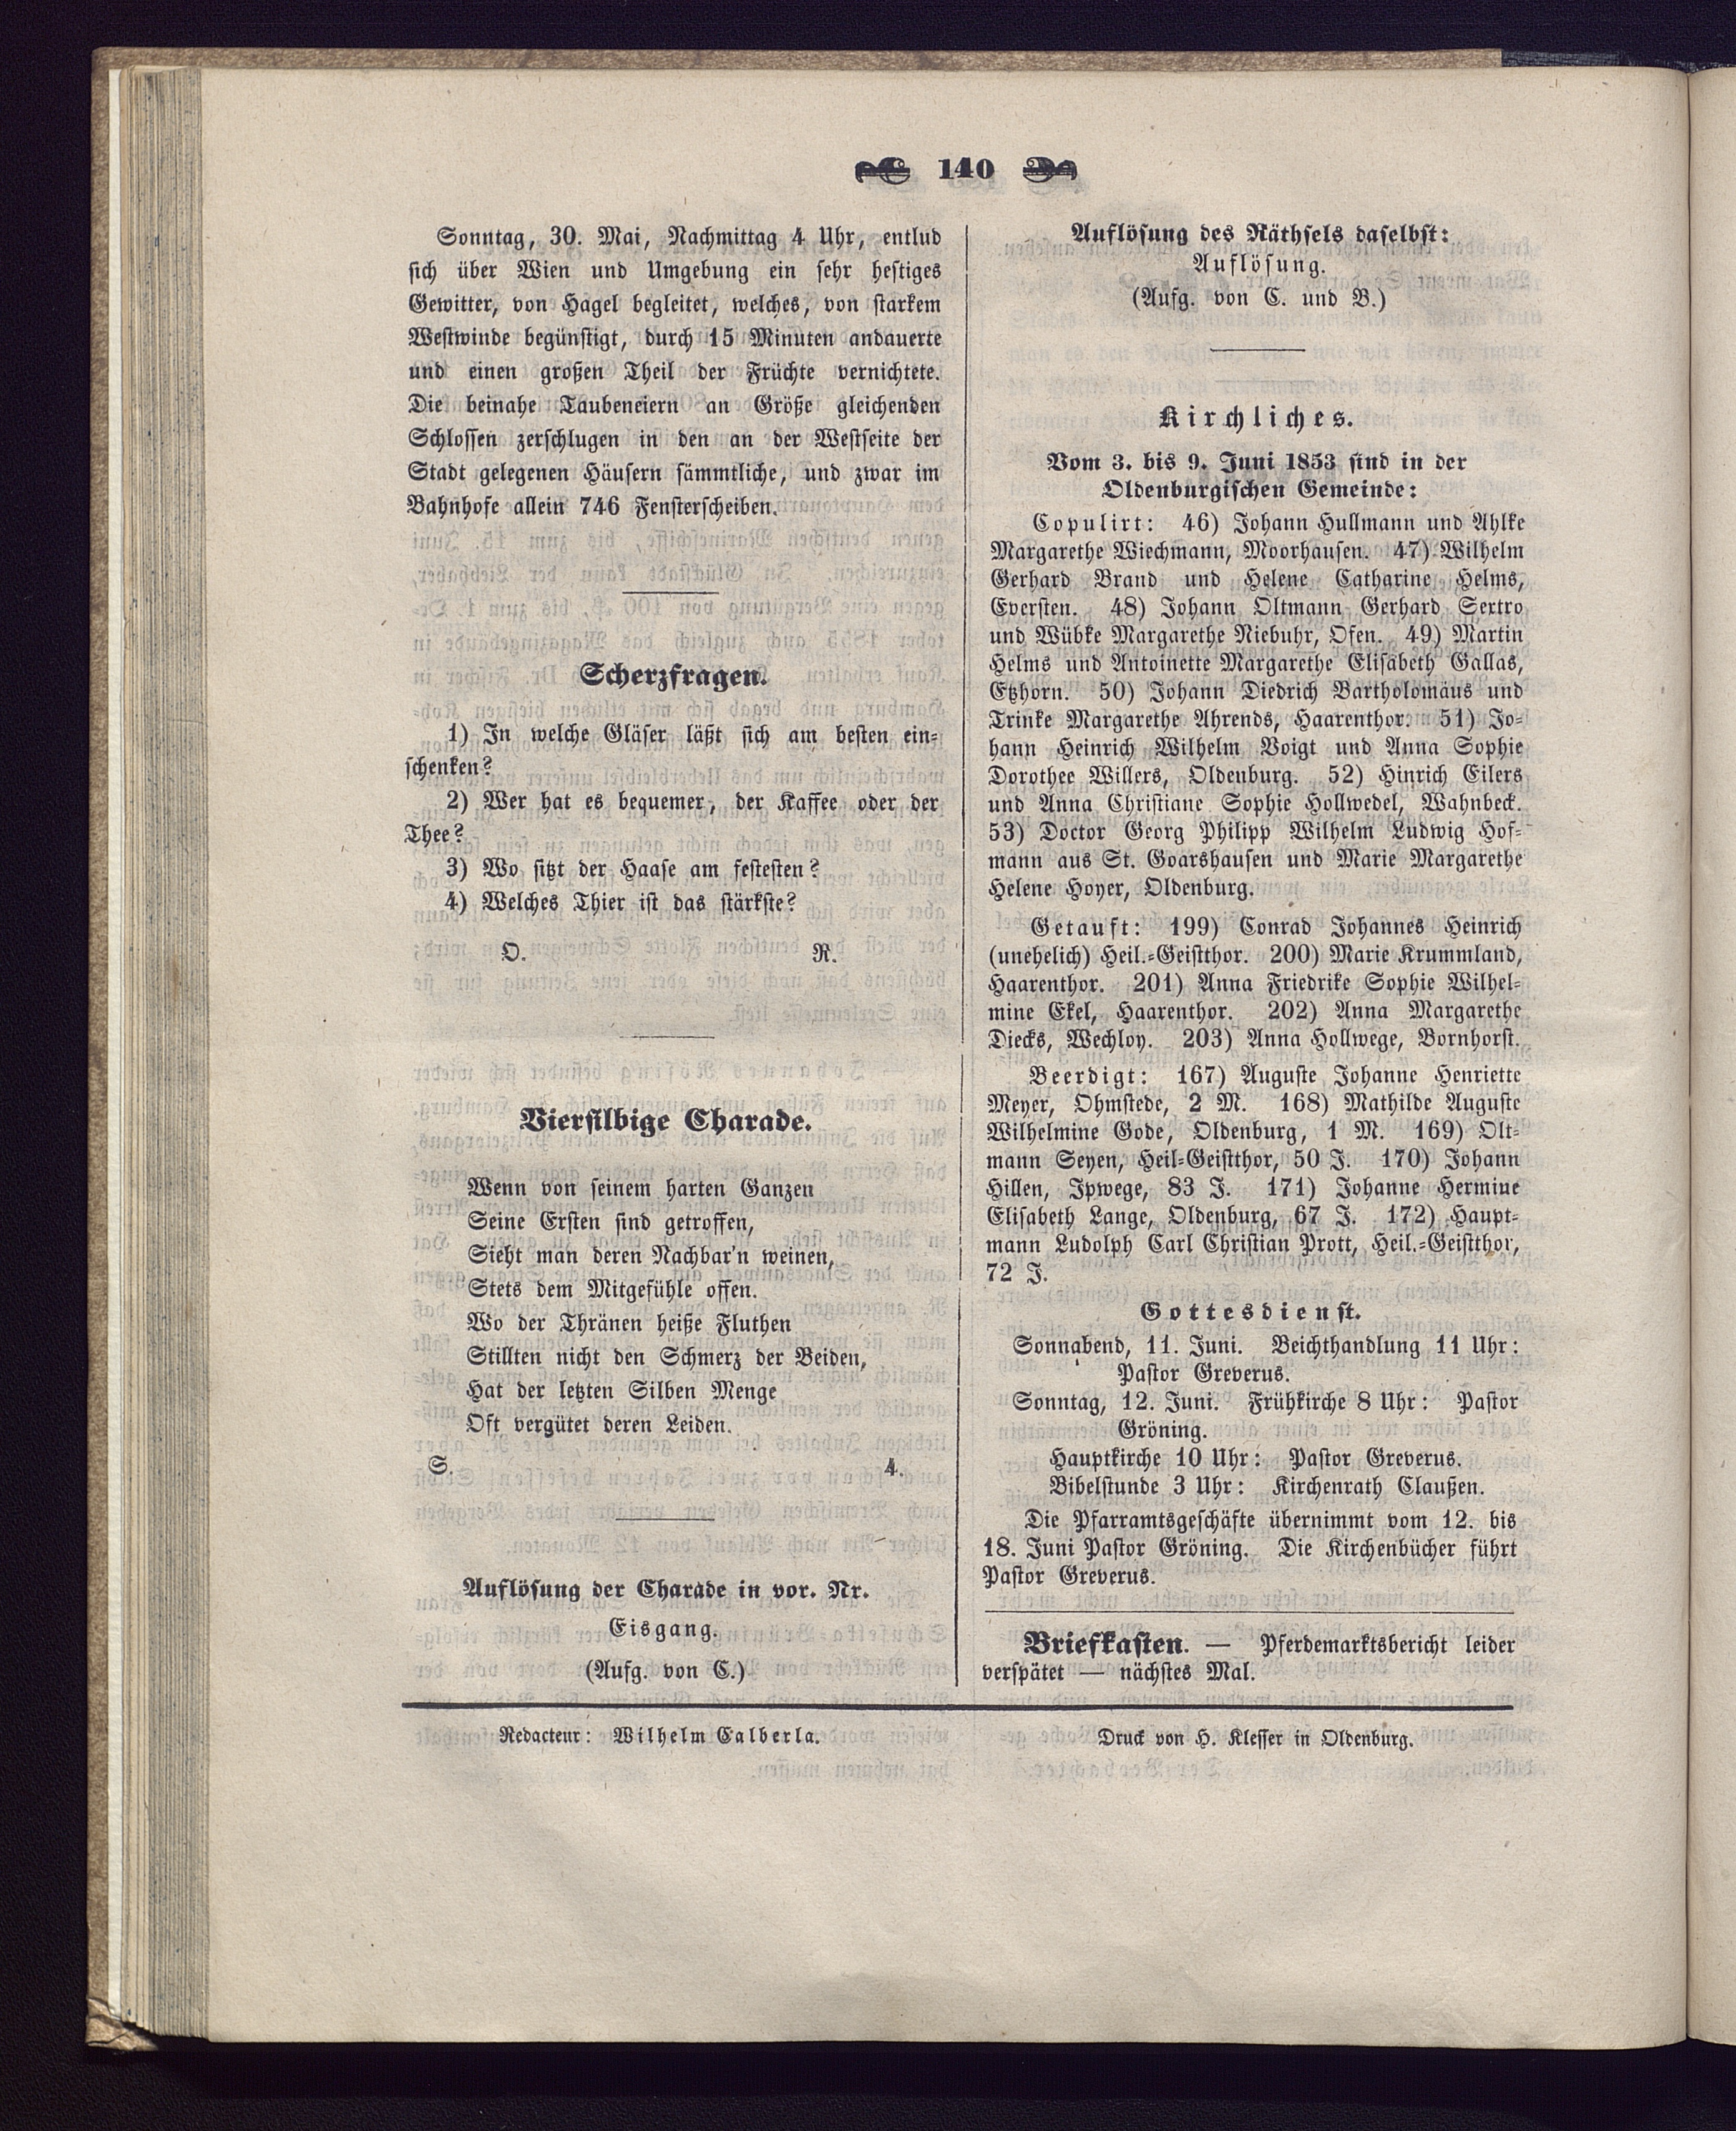 140
Sonntag, 30. Mai, Nachmittag 4 Uhr, entlud
sich über Wien und Umgebung ein sehr heftiges
Gewitter, von Hagel begleitet, welches, von starkem
Westwinde begünstigt, durch 15 Minuten andauerte
und einen großen Theil der Früchte vernichtete.
Die beinahe Taubeneiern an Größe gleichenden
Schlossen zerschlugen in den an der Westseite der
Stadt gelegenen Häusern sämmtliche, und zwar im
Bahnhofe allein 746 Fensterscheiben.
Scherzfragen.
1) In welche Gläser läßt sich am besten ein-
schenken?
2) Wer hat es bequemer, der Kaffee oder der
Thee?
3) Wo sitzt der Haase am festesten?
4) Welches Thier ist das stärkste?
O. R.
Viersilbige Charade.
Wenn von seinem harten Ganzen
Seine Ersten sind getroffen,
Sieht man deren Nachbar'n weinen,
Stets dem Mitgefühle offen.
Wo der Thränen heiße Fluthen
Stillten nicht den Schmerz der Beiden,
Hat der letzten Silben Menge
Oft vergütet deren Leiden.
S. 4.
Auflösung der Charade in vor. Nr.
Eisgang.
(Aufg. von C.)
Auflösung des Räthsels daselbst:
Auflösung.
(Aufg. von C. und B.)
Kirchliches.
Vom 3. bis 9. Juni 1853 sind in der
Oldenburgischen Gemeinde:
Copulirt: 46) Johann Hullmann und Ahlke
Margarethe Wiechmann, Moorhausen. 47) Wilhelm
Gerhard Brand und Helene Catharine Helms,
Eversten. 48) Johann Oltmann Gerhard Sextro
und Wübke Margarethe Niebuhr, Ofen. 49) Martin
Helms und Antoinette Margarethe Elisabeth Gallas,
Etzhorn. 50) Johann Diedrich Bartholomäus und
Trinke Margarethe Ahrends, Haarenthor. 51) Jo-
hann Heinrich Wilhelm Voigt und Anna Sophie
Dorothee Willers, Oldenburg. 52) Hinrich Eilers
und Anna Christiane Sophie Hollwedel, Wahnbeck.
53) Doctor Georg Philipp Wilhelm Ludwig Hof-
mann aus St. Goarshausen und Marie Margarethe
Helene Hoyer, Oldenburg.
Getauft: 199) Conrad Johannes Heinrich
(unehelich) Heil.-Geistthor. 200) Marie Krummland,
Haarenthor. 201) Anna Friedrike Sophie Wilhel-
mine Ekel, Haarenthor. 202) Anna Margarethe
Diecks, Wechloy. 203) Anna Hollwege, Bornhorst.
Beerdigt: 167) Auguste Johanne Henriette
Meyer, Ohmstede, 2 M. 168) Mathilde Auguste
Wilhelmine Gode, Oldenburg, 1 M. 169) Olt-
mann Seyen, Heil-Geistthor, 50 J. 170) Johann
Hillen, Ipwege, 83 J. 171) Johanne Hermine
Elisabeth Lange, Oldenburg, 67 J. 172) Haupt-
mann Ludolph Carl Christian Prott, Heil.-Geistthor,
72 J.
Gottesdienst.
Sonnabend, 11. Juni. Beichthandlung 11 Uhr:
Pastor Greverus.
Sonntag, 12. Juni. Frühkirche 8 Uhr: Pastor
Gröning.
Hauptkirche 10 Uhr: Pastor Greverus.
Bibelstunde 3 Uhr: Kirchenrath Claußen.
Die Pfarramtsgeschäfte übernimmt vom 12. bis
18. Juni Pastor Gröning. Die Kirchenbücher führt
Pastor Greverus.
Briefkasten. — Pferdemarktsbericht leider
verspätet — nächstes Mal.
Redacteur: Wilhelm Calberla.
Druck von H. Klesser in Oldenburg.